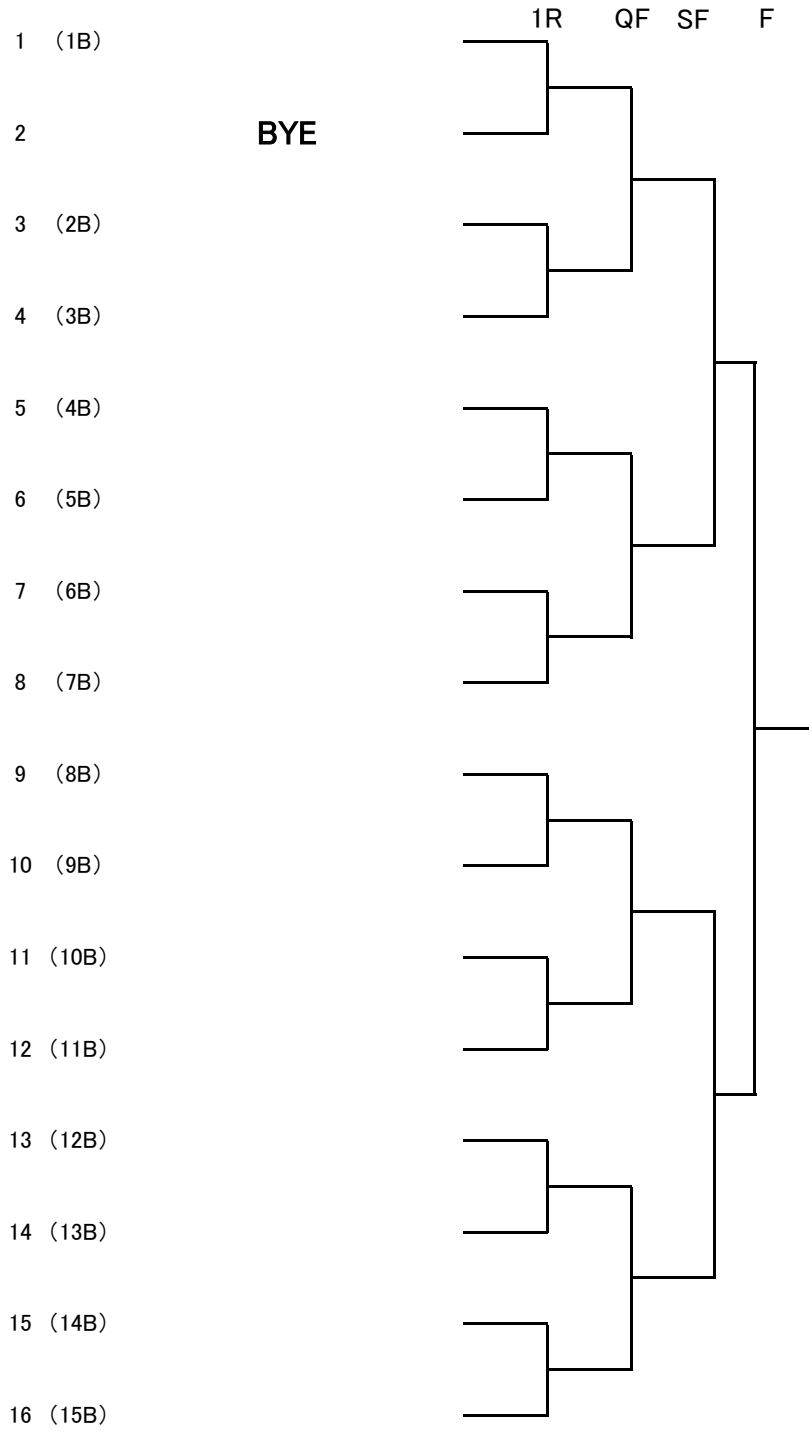 1R QF SF F
1 （1B）
2 BYE
3 （2B）
4 （3B）
5 （4B）
6 （5B）
7 （6B）
8 （7B）
9 （8B）
10 （9B）
11 （10B）
12 （11B）
13 （12B）
14 （13B）
15 （14B）
16 （15B）